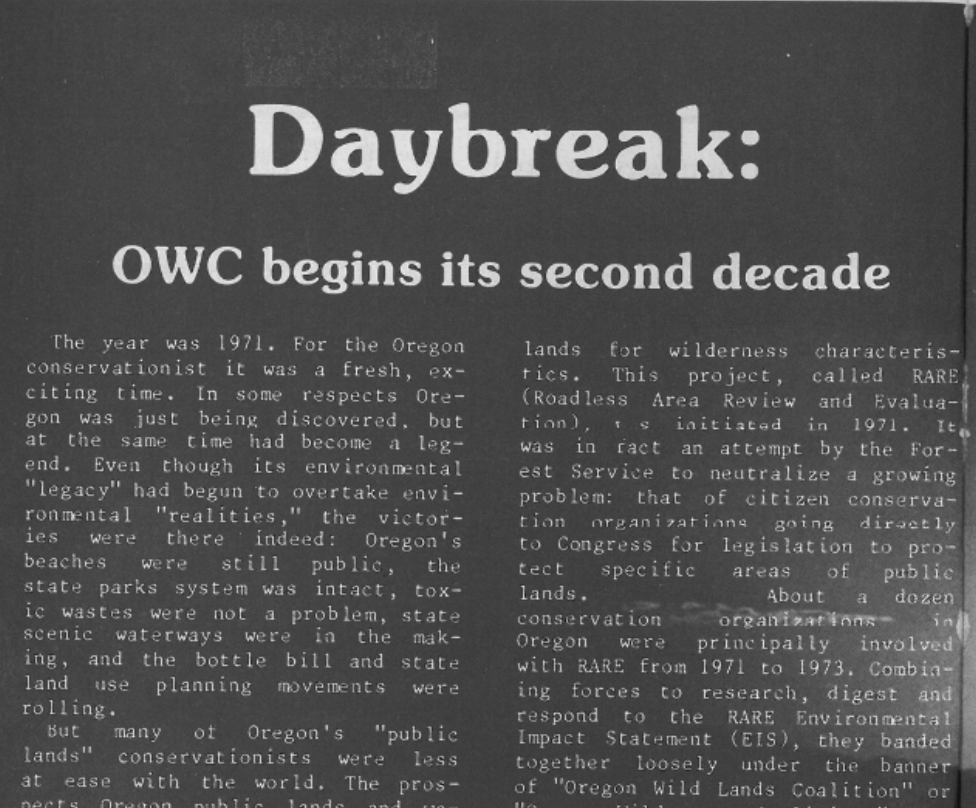 Daybreak:
OWC begins its second decade
The year was 1971. For the Oregon
conservationist it was a fresh, ex-
citing time. In some respects Ore-
gon was just being discovered, but
at the same time had become a leg-
end. Even though its environmental
"legacy" had begun to overtake envi-
ronmental "realities," the victor-
ies were there indeed: Oregon's
beaches were still public, the
state parks system was intact, tox-
ic wastes were not a problem, state
scenic waterways were in the mak-
ing, and the bottle bill and state
land use planning movements were
rolling.
But many of Oregon's "public
lands" conservationists were less
at ease with the world. The pros-
pects Oregon public lands and
lands for wilderness characteris-
tics. This project, called RARE
(Roadless Area Review and Evalua-
tion), initiated in 1971. It
was in fact an attempt by the For-
est Service to neutralize a growing
problem: that of citizen conserva-
tion organizations going directly
to Congress for legislation to pro-
tect specific areas of public
lands. About a dozen
conservation organizations in
Oregon were principally involved
with RARE from 1971 to 1973. Combin-
ing forces to research, digest and
respond to the RARE Environmental
Impact Statement (EIS), they banded
together loosely under the banner
of "Oregon Wild Lands Coalition" or